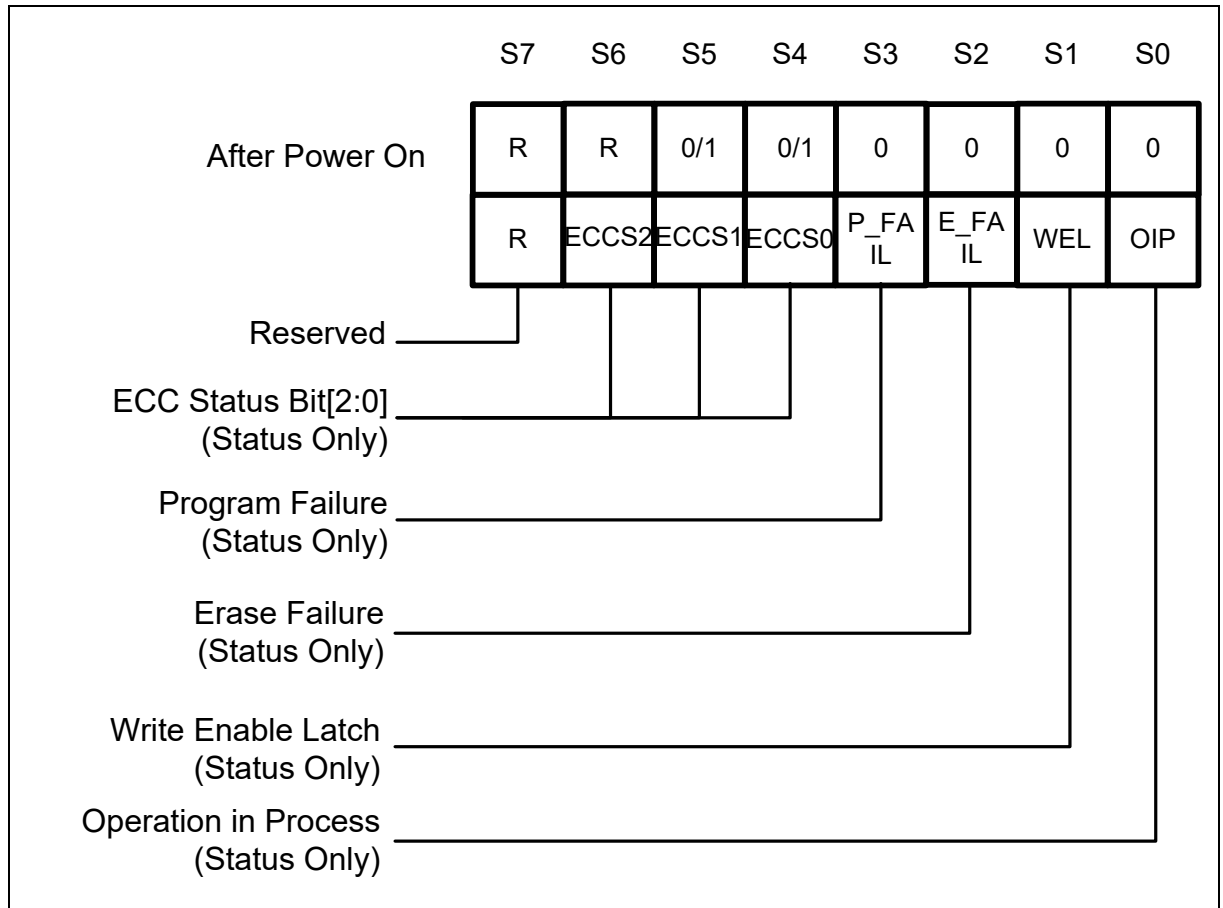 S7 S6 S5 S4 S3 S2 S1 S0
After Power On R R 0/1 0/1 0 0 0 0
R ECCS2 ECCS1 ECCS0 P_FA IL E_FA IL WEL OIP
Reserved
ECC Status Bit[2:0]
(Status Only)
Program Failure
(Status Only)
Erase Failure
(Status Only)
Write Enable Latch
(Status Only)
Operation in Process
(Status Only)